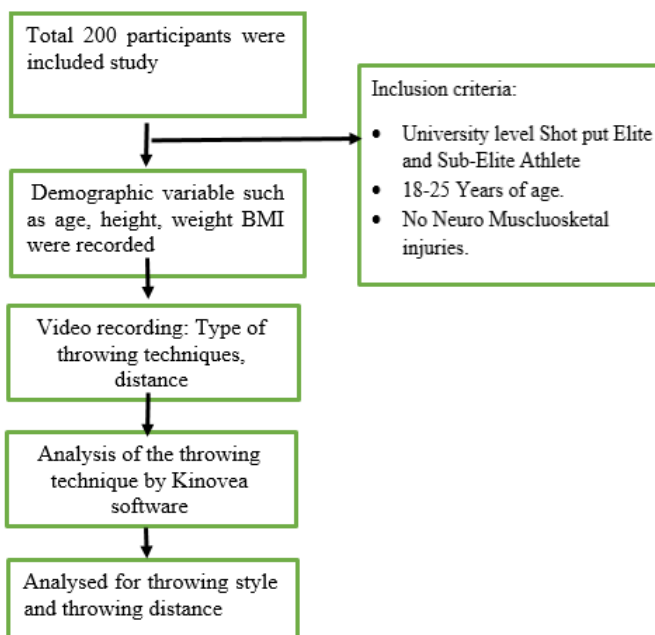 Total 200 participants were
included study
Inclusion criteria:
• University level Shot put Elite
and Sub-Elite Athlete
• 18-25 Years of age.
• No Neuro Muscluosketal
injuries.
Demographic variable such
as age, height, weight BMI
were recorded
Video recording: Type of
throwing techniques,
distance
Analysis of the throwing
technique by Kinovea
software
Analysed for throwing style
and throwing distance